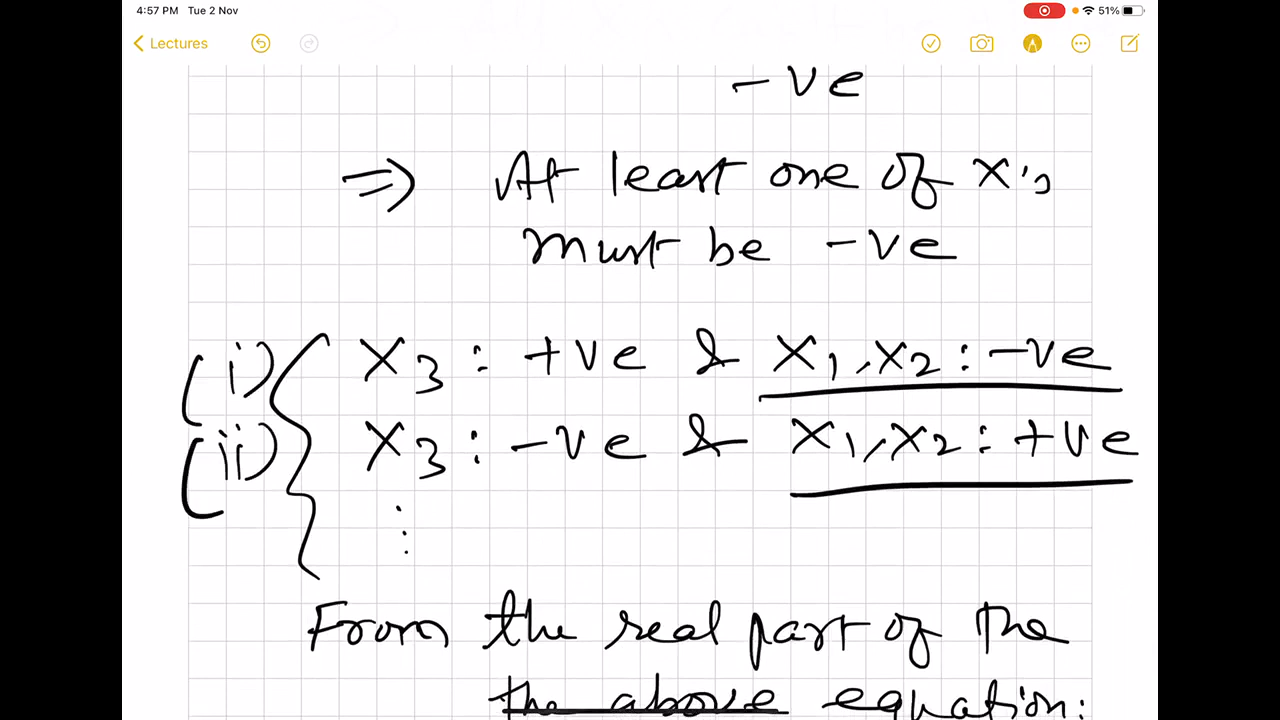 4:57 PM Tue 2 Nov
51%
Lectures
-ve
⇒ At least one of X's
must be -ve
(i) X3 : +ve & X1, X2 : -ve
(ii) X3 : -ve & X1, X2 : +ve
⋮
From the real part of the
the above equation: